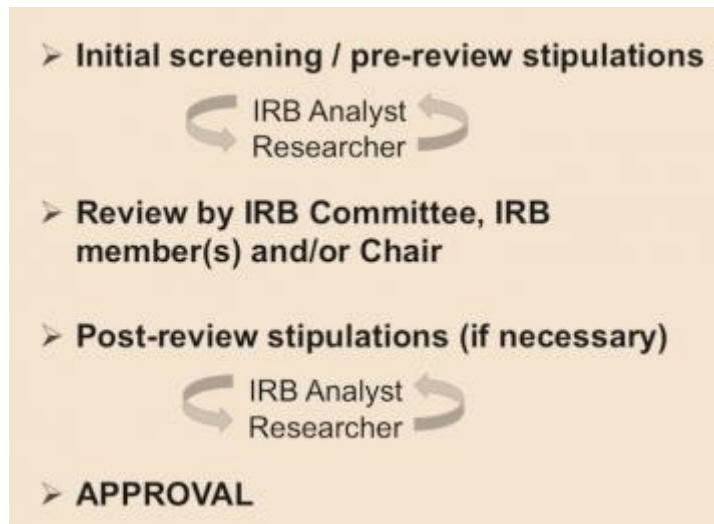 ➢ Initial screening / pre-review stipulations
IRB Analyst
Researcher
➢ Review by IRB Committee, IRB
member(s) and/or Chair
➢ Post-review stipulations (if necessary)
IRB Analyst
Researcher
➢ APPROVAL